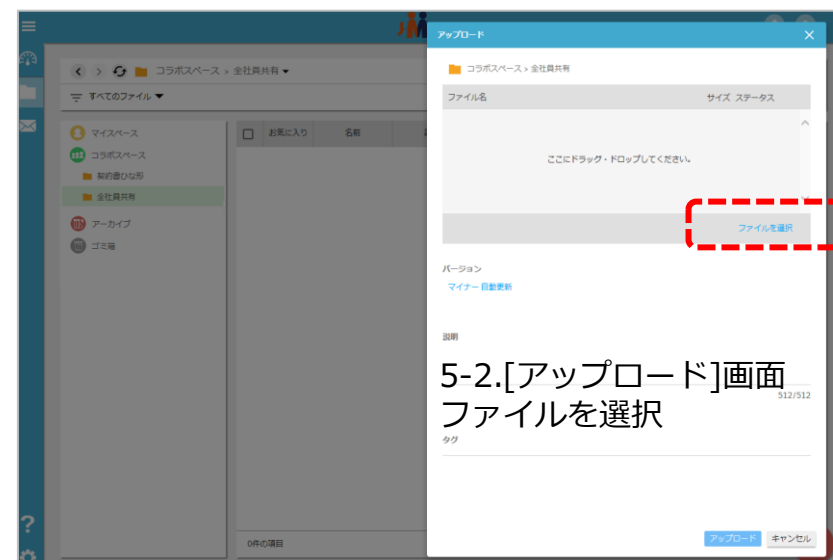 アップロード
コラボスペース » 全社員共有 ▼
すべてのファイル ▼
マイスペース
コラボスペース
契約書ひな形
全社員共有
アーカイブ
ゴミ箱
お気に入り 名前
0件の項目
コラボスペース » 全社員共有
ファイル名 サイズ ステータス
ここにドラッグ・ドロップしてください。
ファイルを選択
バージョン
マイナー 自動更新
説明
5-2.[アップロード]画面
ファイルを選択
512/512
タグ
アップロード キャンセル